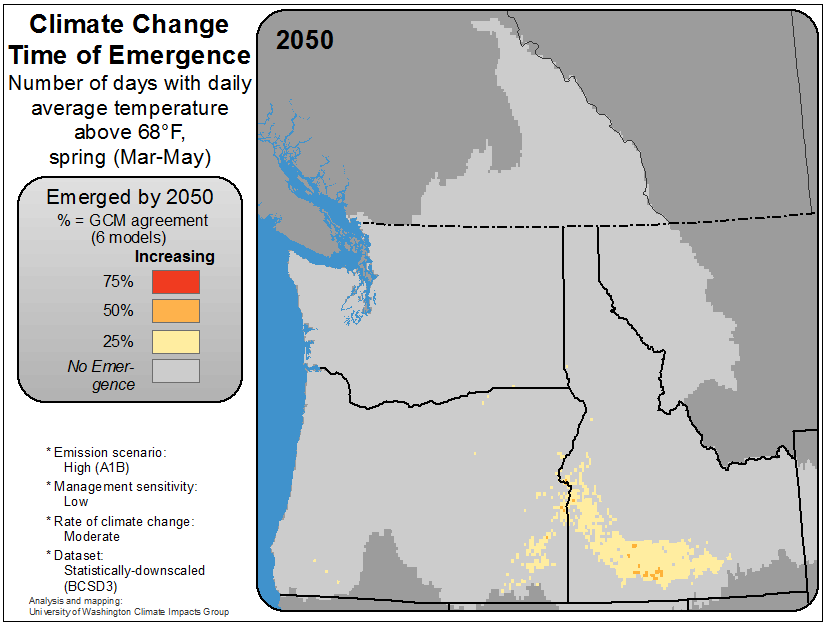 Climate Change
Time of Emergence
Number of days with daily
average temperature
above 68°F,
spring (Mar-May)
Emerged by 2050
% = GCM agreement
(6 models)
Increasing
75%
50%
25%
No Emer-
gence
* Emission scenario:
High (A1B)
* Management sensitivity:
Low
* Rate of climate change:
Moderate
* Dataset:
Statistically-downscaled
(BCSD3)
Analysis and mapping:
University of Washington Climate Impacts Group
2050